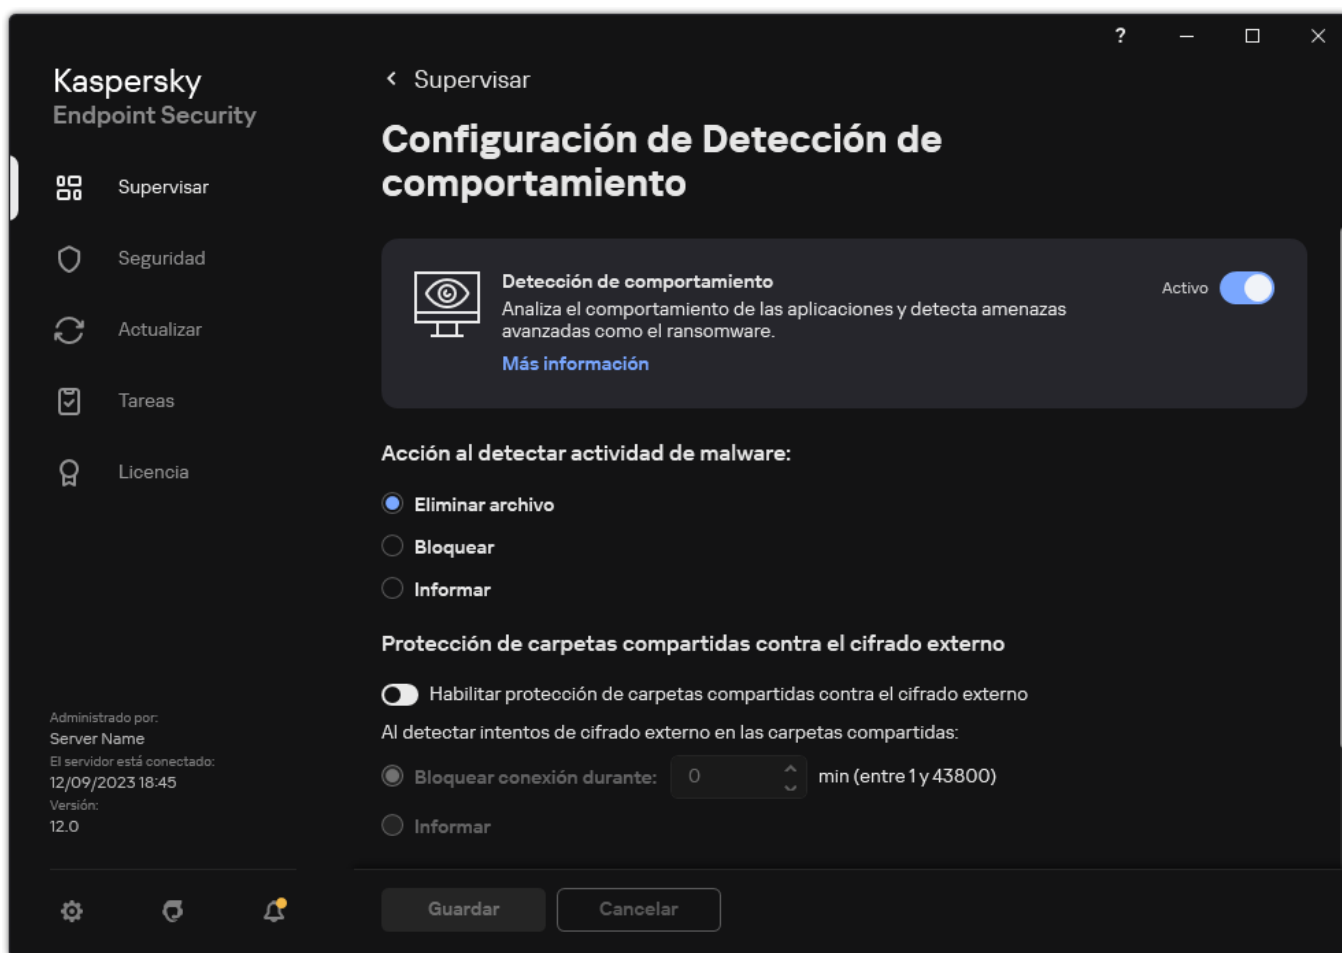 ?
Kaspersky
Endpoint Security
Supervisar
Seguridad
Actualizar
Tareas
Licencia
Administrado por:
Server Name
El servidor está conectado:
12/09/2023 18:45
Versión:
12.0
Supervisar
Configuración de Detección de
comportamiento
Detección de comportamiento
Analiza el comportamiento de las aplicaciones y detecta amenazas
avanzadas como el ransomware.
Más información
Activo
Acción al detectar actividad de malware:
Eliminar archivo
Bloquear
Informar
Protección de carpetas compartidas contra el cifrado externo
Habilitar protección de carpetas compartidas contra el cifrado externo
Al detectar intentos de cifrado externo en las carpetas compartidas:
Bloquear conexión durante: 0 min (entre 1 y 43800)
Informar
Guardar
Cancelar